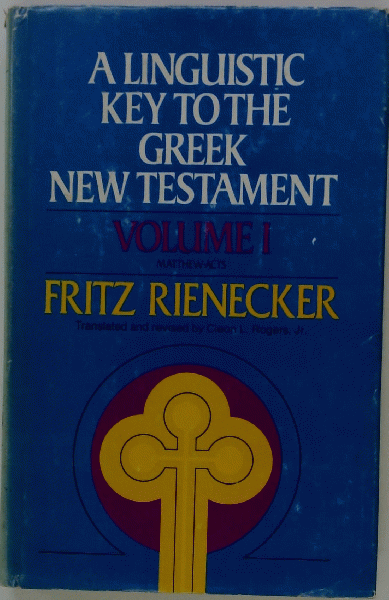 A LINGUISTIC
KEY TO THE
GREEK
NEW TESTAMENT
VOLUME I
MATTHEW-ACTS
FRITZ RIENECKER
Translated and revised by Cleon L. Rogers, Jr.